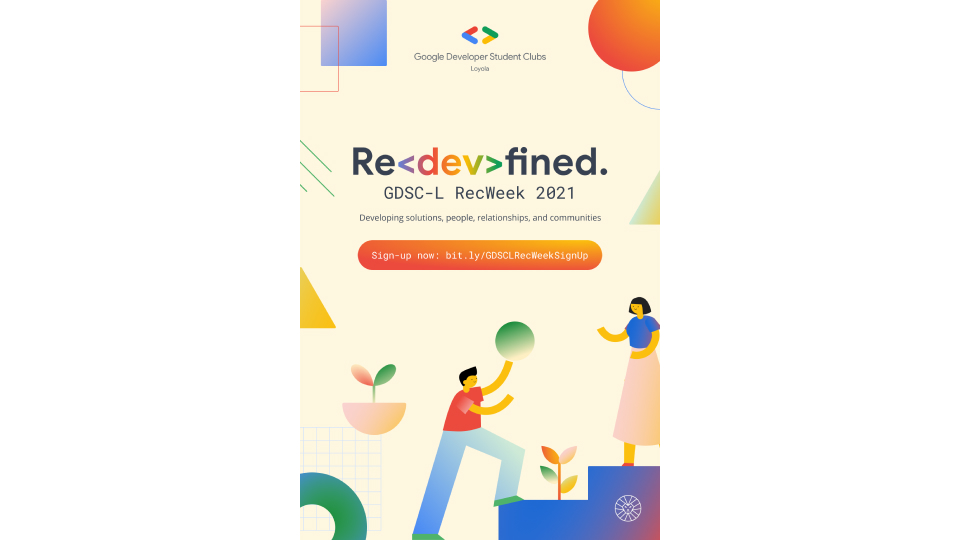 Google Developer Student Clubs
Loyola
Re<dev>fined.
GDSC-L RecWeek 2021
Developing solutions, people, relationships, and communities
Sign-up now: bit.ly/GDSCLRecWeekSignUp